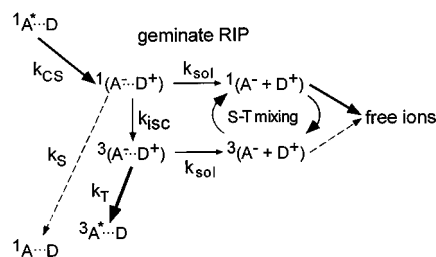 ¹A*···D
geminate RIP
k_CS
¹(A⁻···D⁺) k_sol ¹(A⁻ + D⁺)
k_isc S-T mixing free ions
k_S
³(A⁻···D⁺) k_sol ³(A⁻ + D⁺)
k_T
¹A···D ³A*···D